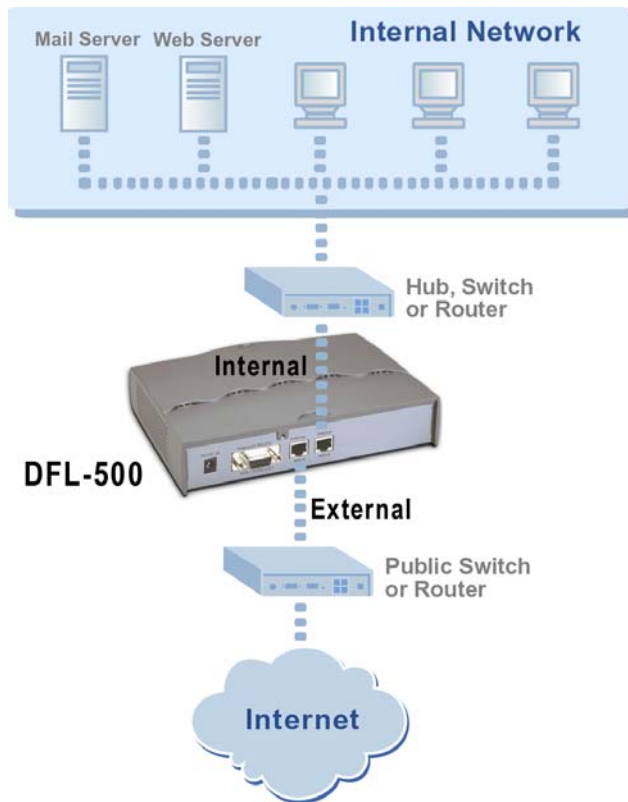 Internal Network
Mail Server Web Server
Hub, Switch
or Router
Internal
DFL-500
External
Public Switch
or Router
Internet